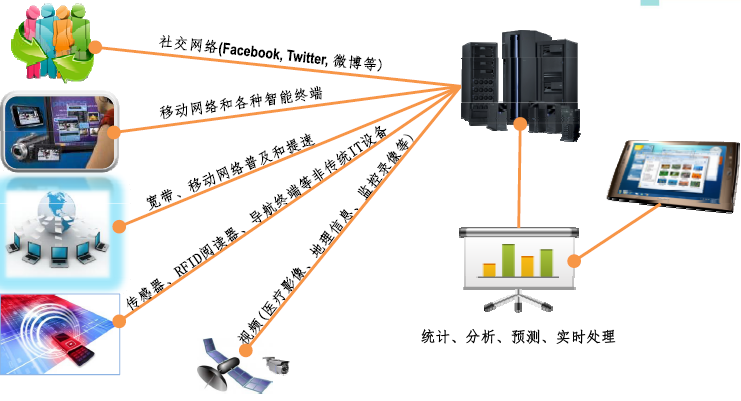 社交网络(Facebook, Twitter, 微博等)
移动网络和各种智能终端
宽带、移动网络普及和提速
传感器、RFID阅读器、导航终端等非传统IT设备
视频(医疗影像、地理信息、监控录像等)
统计、分析、预测、实时处理